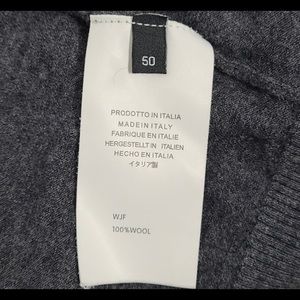 50
PRODOTTO IN ITALIA
MADE IN ITALY
FABRIQUE EN ITALIE
HERGESTELLT IN ITALIEN
HECHO EN ITALIA
イタリア製
WJF
100%WOOL